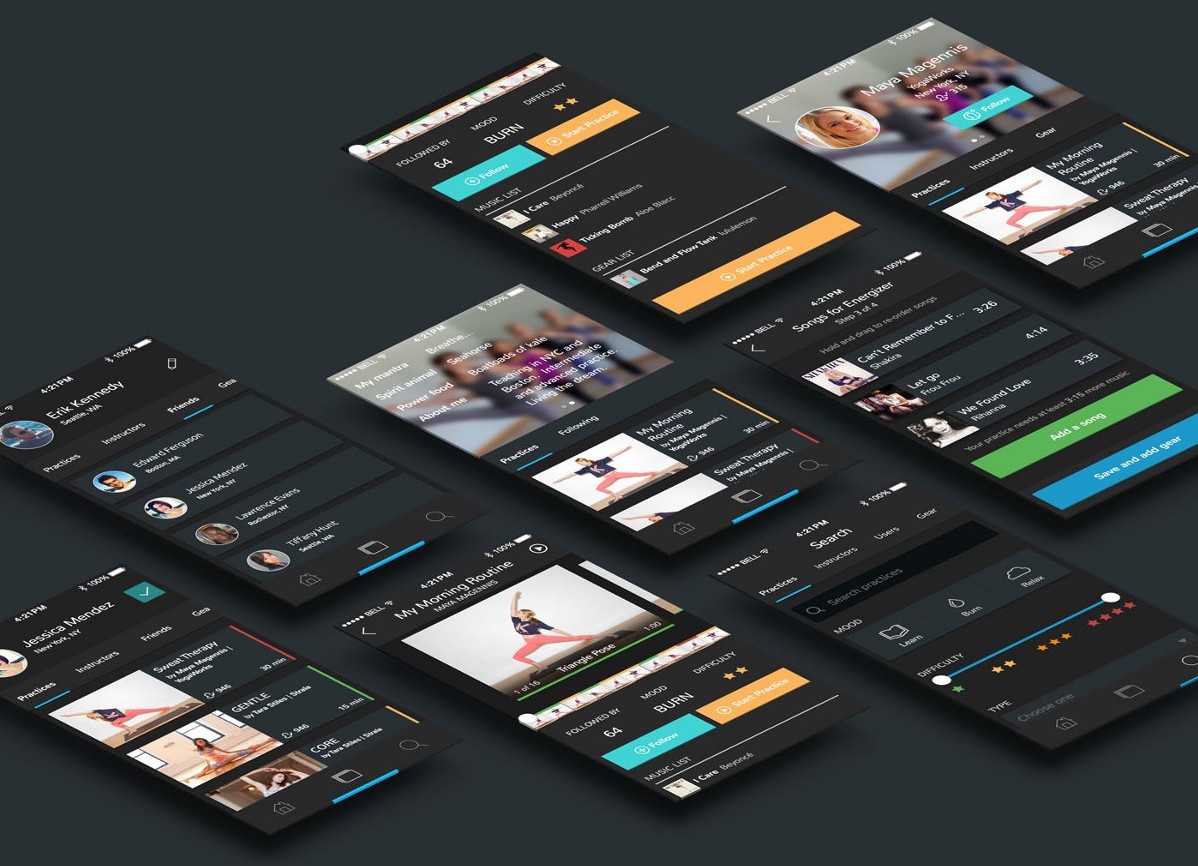 FOLLOWED BY
64
MOOD
BURN
DIFFICULTY
Follow
Start Practice
MUSIC LIST
I Care Beyoncé
Happy Pharrell Williams
Ticking Bomb Aloe Blacc
GEAR LIST
Bend and Flow Tank lululemon
Start Practice
BELL 4:21 PM 100%
Maya Magennis
YogaWorks
New York, NY
315
Follow
Practices Instructors Gear
My Morning
Routine
by Maya Magennis |
YogaWorks
946
30 min
Sweat Therapy
by Maya Magennis |
4:21 PM 100%
Erik Kennedy
Seattle, WA
Practices Instructors Friends Gea
Edward Ferguson
Boston, MA
Jessica Mendez
New York, NY
Lawrence Evans
Rochester, NY
Tiffany Hunt
Seattle, WA
BELL 4:21 PM 100%
My mantra Breathe...
Spirit animal Seahorse
Power food Boatloads of kale
About me Teaching in NYC and
Boston. Intermediate
and advanced practice.
Living the dream.
Practices Following
My Morning
Routine
by Maya Magennis |
YogaWorks
946
30 min
Sweat Therapy
by Maya Magennis |
BELL 4:21 PM 100%
Songs for Energizer
Step 3 of 4
Hold and drag to re-order songs
Can't Remember to F... 3:26
Shakira
SHAKIRA
Let go 4:14
Frou Frou
We Found Love 3:35
Rihanna
Your practice needs at least 3:15 more music
Add a song
Save and add gear
4:21 PM 100%
Jessica Mendez
New York, NY
Practices Instructors Friends Gea
Sweat Therapy
by Maya Magennis |
YogaWorks
946
30 min
GENTLE
by Tara Stiles | Strala
946
15 min
CORE
by Tara Stiles | Strala
BELL 4:21 PM 100%
My Morning Routine
MAYA MAGENNIS
1 of 16 Triangle Pose 1:00
FOLLOWED BY
64
MOOD
BURN
DIFFICULTY
Follow
Start Practice
MUSIC LIST
I Care Beyoncé
BELL 4:21 PM 100%
Search
Practices Instructors Users Gear
Search practices
MOOD
Learn Burn Relax
DIFFICULTY
TYPE
Choose one